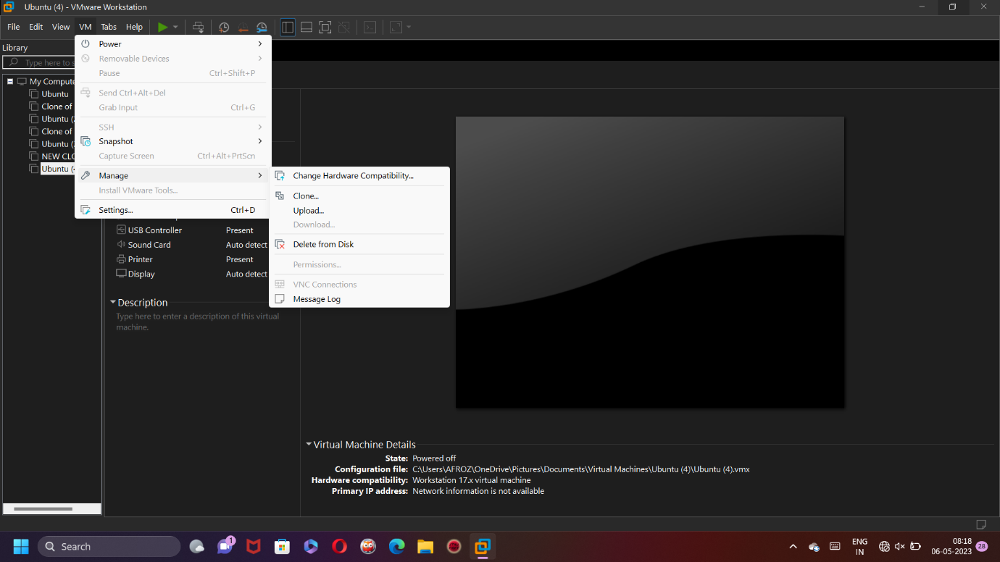 Ubuntu (4) - VMware Workstation
File Edit View VM Tabs Help
Library
Type here to s
My Compute
Ubuntu
Clone of
Ubuntu (
Clone of
Ubuntu (
NEW CLO
Ubuntu (4
Power
Removable Devices
Pause Ctrl+Shift+P
Send Ctrl+Alt+Del
Grab Input Ctrl+G
SSH
Snapshot
Capture Screen Ctrl+Alt+PrtScn
Manage
Install VMware Tools...
Settings... Ctrl+D
Change Hardware Compatibility...
Clone...
Upload...
Download...
Delete from Disk
Permissions...
VNC Connections
Message Log
USB Controller Present
Sound Card Auto detect
Printer Present
Display Auto detect
Description
Type here to enter a description of this virtual
machine.
Virtual Machine Details
State: Powered off
Configuration file: C:\Users\AFROZ\OneDrive\Pictures\Documents\Virtual Machines\Ubuntu (4)\Ubuntu (4).vmx
Hardware compatibility: Workstation 17.x virtual machine
Primary IP address: Network information is not available
Search
1
ENG
IN
08:18
06-05-2023
28